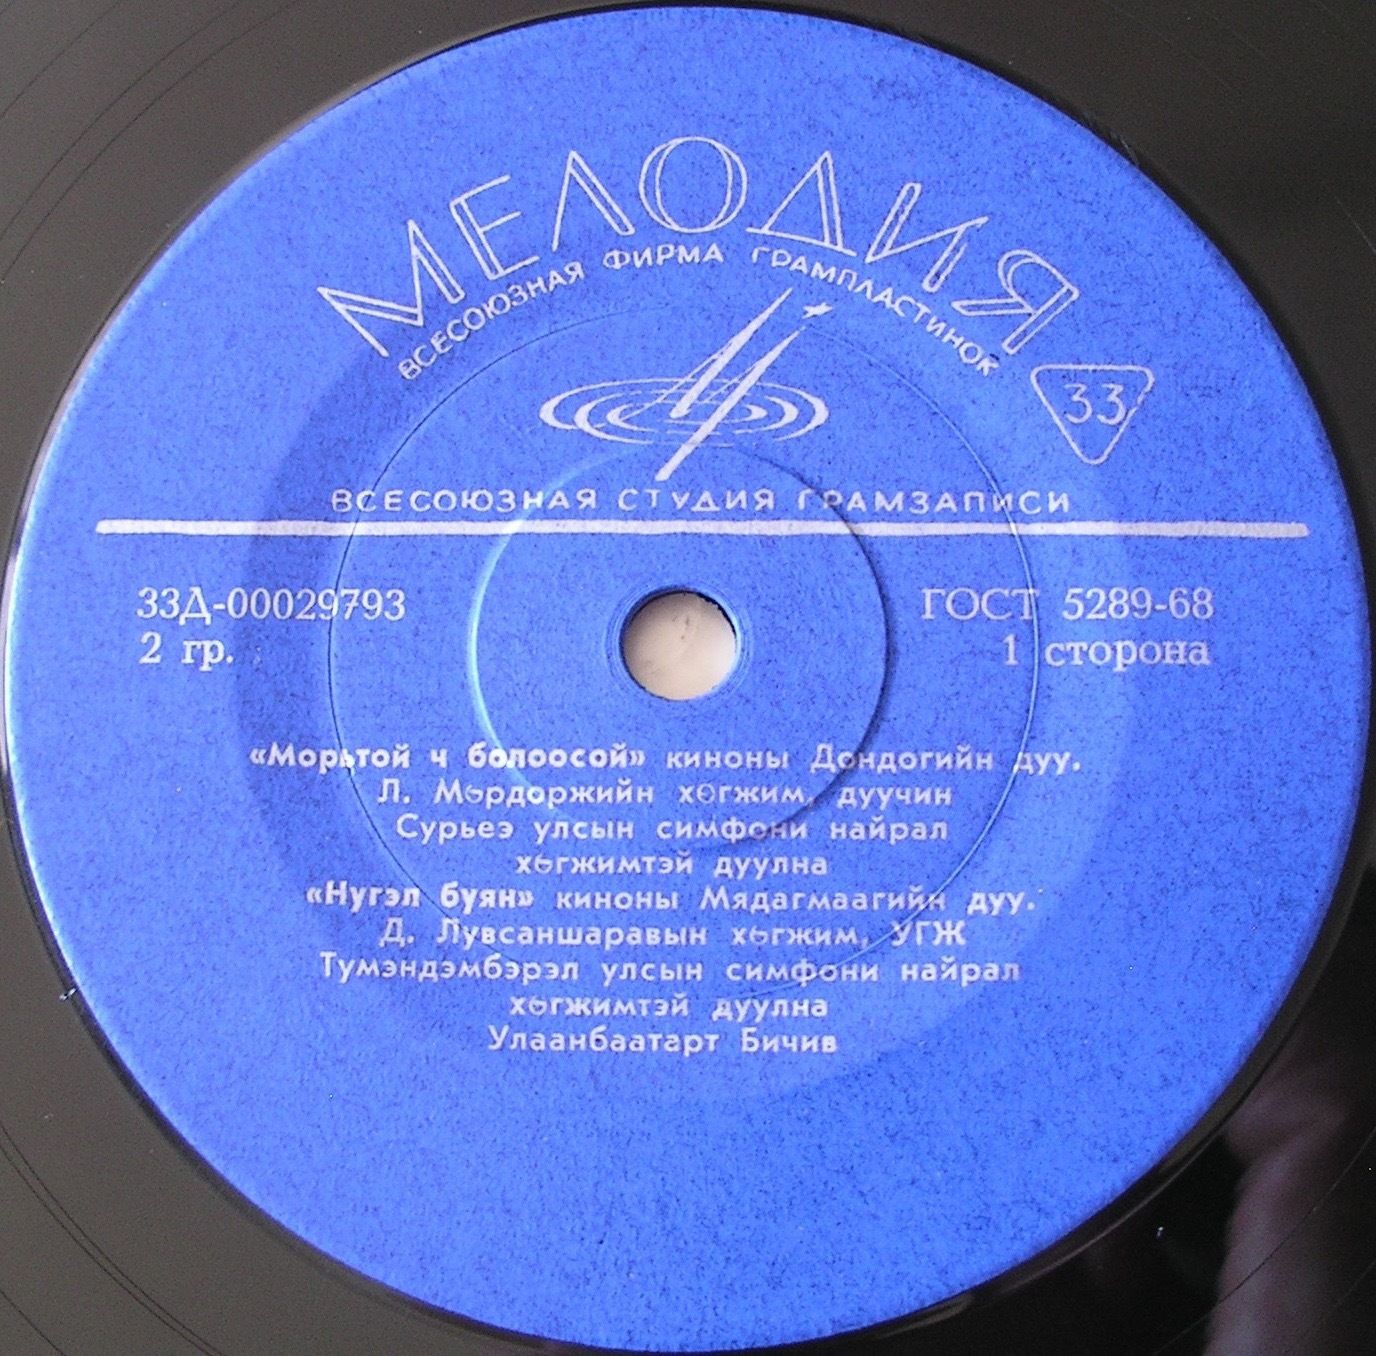 МЕЛОДИЯ
ВСЕСОЮЗНАЯ ФИРМА ГРАМПЛАСТИНОК
33
ВСЕСОЮЗНАЯ СТУДИЯ ГРАМЗАПИСИ
33Д-00029793
2 гр.
ГОСТ 5289-68
1 сторона
«Морьтой ч болоосой» киноны Дондогийн дуу.
Л. Мөрдоржийн хөгжим, дуучин
Сурьеэ улсын симфони найрал
хөгжимтэй дуулна
«Нугэл буян» киноны Мядагмаагийн дуу.
Д. Лувсаншаравын хөгжим, УГЖ
Тумэндэмбэрэл улсын симфони найрал
хөгжимтэй дуулна
Улаанбаатарт Бичив